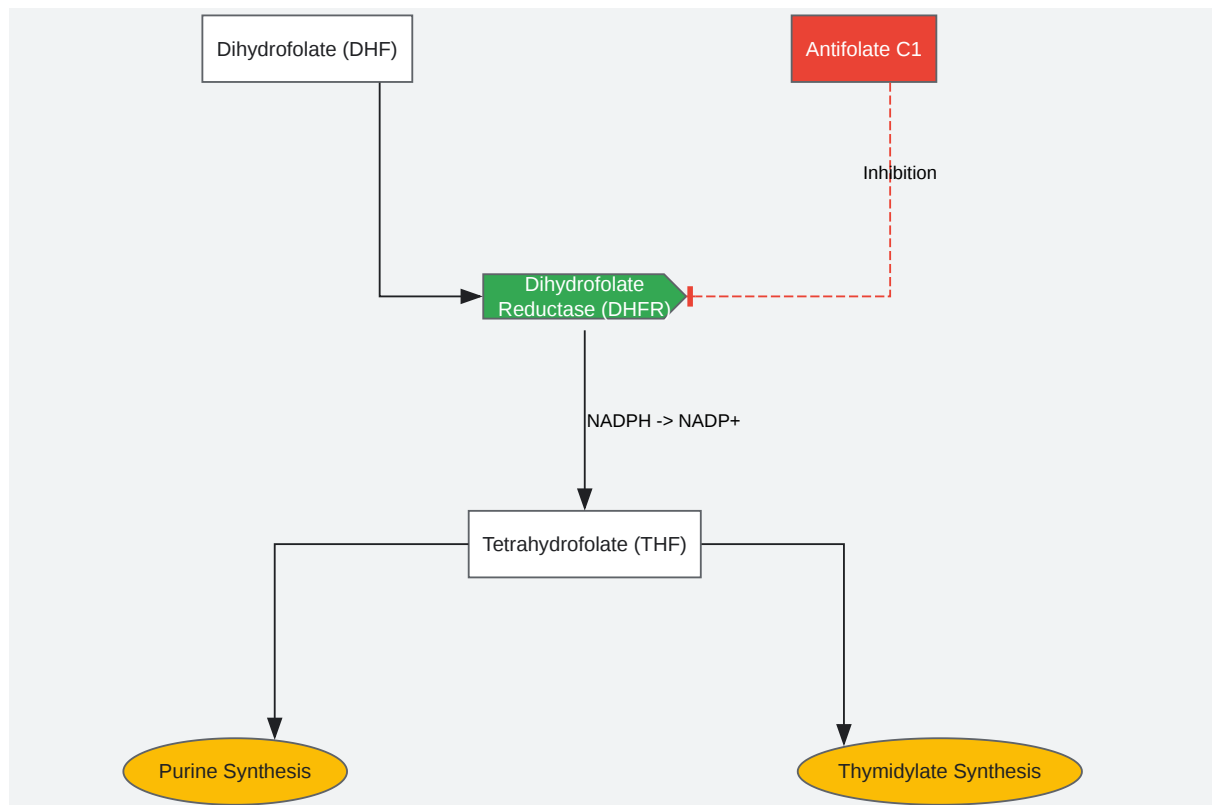 Dihydrofolate (DHF)
Antifolate C1
Inhibition
Dihydrofolate
Reductase (DHFR)
NADPH -> NADP+
Tetrahydrofolate (THF)
Purine Synthesis
Thymidylate Synthesis